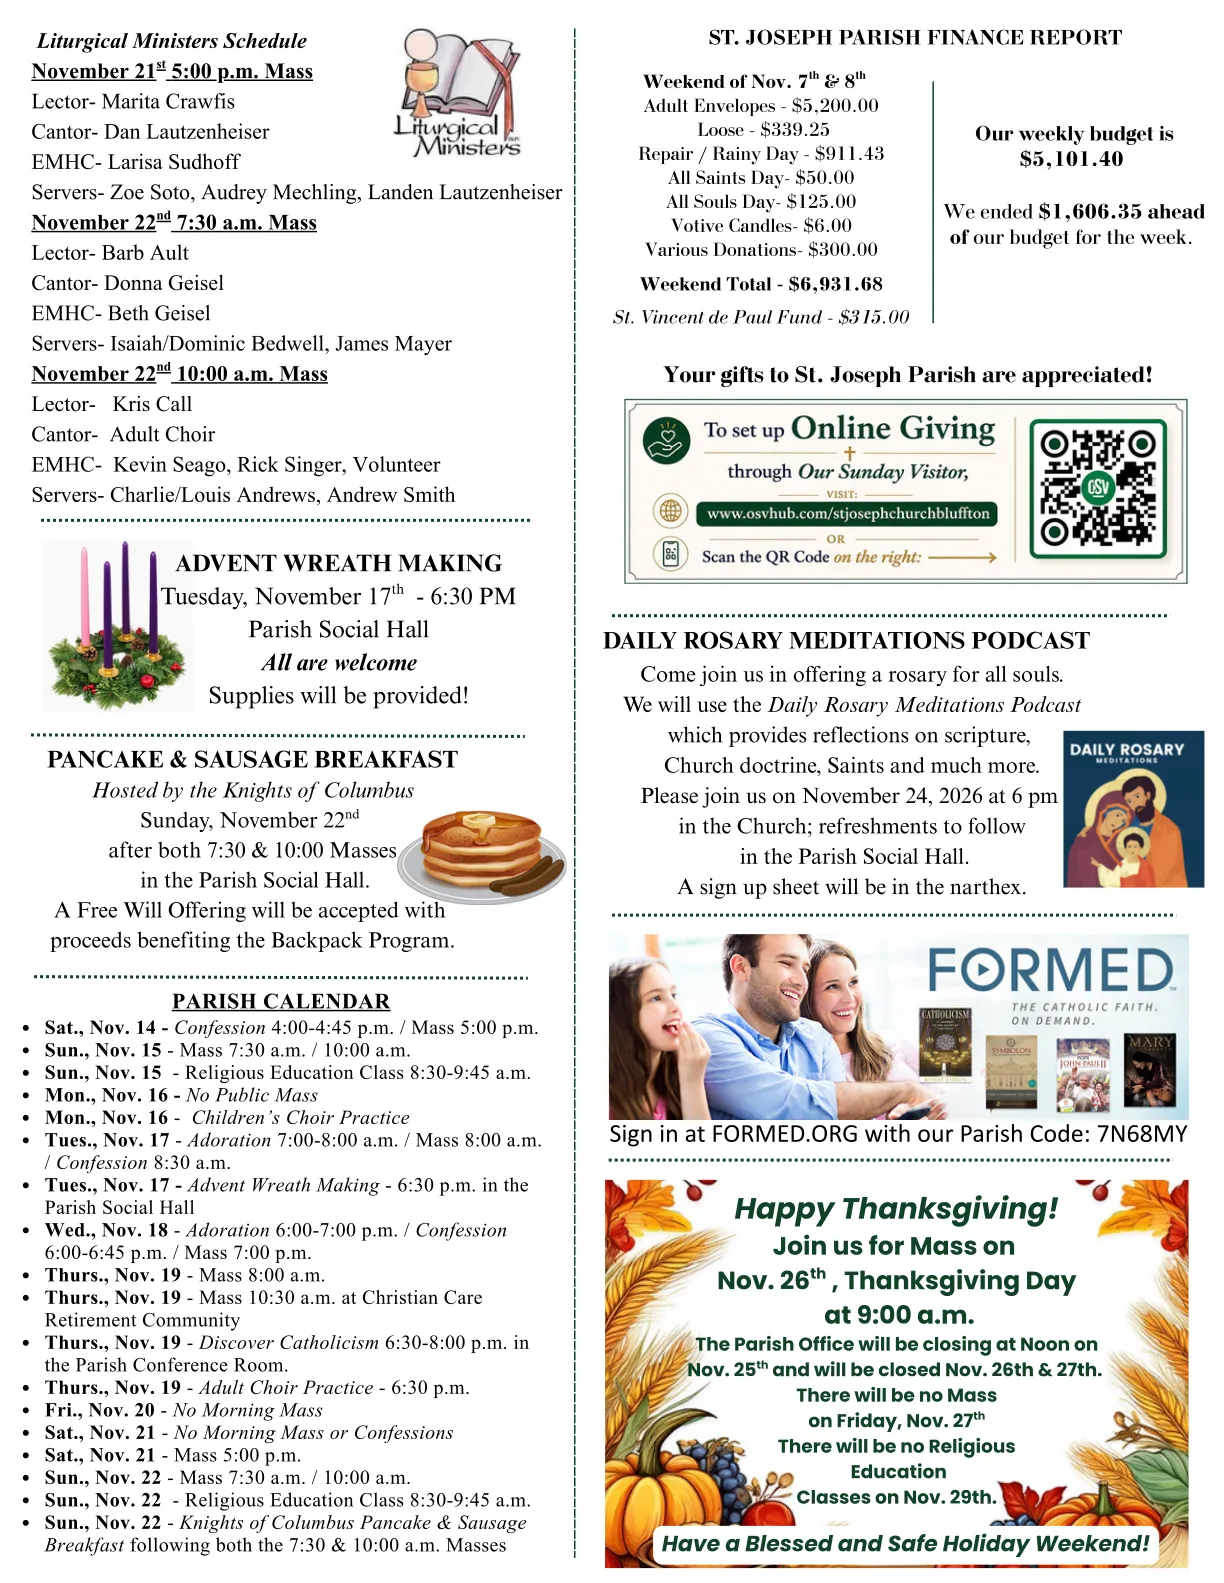 Liturgical Ministers Schedule
November 21st 5:00 p.m. Mass
Lector- Marita Crawfis
Cantor- Dan Lautzenheiser
EMHC- Larisa Sudhoff
Servers- Zoe Soto, Audrey Mechling, Landen Lautzenheiser
November 22nd 7:30 a.m. Mass
Lector- Barb Ault
Cantor- Donna Geisel
EMHC- Beth Geisel
Servers- Isaiah/Dominic Bedwell, James Mayer
November 22nd 10:00 a.m. Mass
Lector- Kris Call
Cantor- Adult Choir
EMHC- Kevin Seago, Rick Singer, Volunteer
Servers- Charlie/Louis Andrews, Andrew Smith
Liturgical
Ministers
ADVENT WREATH MAKING
Tuesday, November 17th - 6:30 PM
Parish Social Hall
All are welcome
Supplies will be provided!
PANCAKE & SAUSAGE BREAKFAST
Hosted by the Knights of Columbus
Sunday, November 22nd
after both 7:30 & 10:00 Masses
in the Parish Social Hall.
A Free Will Offering will be accepted with
proceeds benefiting the Backpack Program.
PARISH CALENDAR
• Sat., Nov. 14 - Confession 4:00-4:45 p.m. / Mass 5:00 p.m.
• Sun., Nov. 15 - Mass 7:30 a.m. / 10:00 a.m.
• Sun., Nov. 15 - Religious Education Class 8:30-9:45 a.m.
• Mon., Nov. 16 - No Public Mass
• Mon., Nov. 16 - Children's Choir Practice
• Tues., Nov. 17 - Adoration 7:00-8:00 a.m. / Mass 8:00 a.m.
/ Confession 8:30 a.m.
• Tues., Nov. 17 - Advent Wreath Making - 6:30 p.m. in the
Parish Social Hall
• Wed., Nov. 18 - Adoration 6:00-7:00 p.m. / Confession
6:00-6:45 p.m. / Mass 7:00 p.m.
• Thurs., Nov. 19 - Mass 8:00 a.m.
• Thurs., Nov. 19 - Mass 10:30 a.m. at Christian Care
Retirement Community
• Thurs., Nov. 19 - Discover Catholicism 6:30-8:00 p.m. in
the Parish Conference Room.
• Thurs., Nov. 19 - Adult Choir Practice - 6:30 p.m.
• Fri., Nov. 20 - No Morning Mass
• Sat., Nov. 21 - No Morning Mass or Confessions
• Sat., Nov. 21 - Mass 5:00 p.m.
• Sun., Nov. 22 - Mass 7:30 a.m. / 10:00 a.m.
• Sun., Nov. 22 - Religious Education Class 8:30-9:45 a.m.
• Sun., Nov. 22 - Knights of Columbus Pancake & Sausage
Breakfast following both the 7:30 & 10:00 a.m. Masses
ST. JOSEPH PARISH FINANCE REPORT
Weekend of Nov. 7th & 8th
Adult Envelopes - $5,200.00
Loose - $339.25
Repair / Rainy Day - $911.43
All Saints Day- $50.00
All Souls Day- $125.00
Votive Candles- $6.00
Various Donations- $300.00
Weekend Total - $6,931.68
St. Vincent de Paul Fund - $315.00
Our weekly budget is
$5,101.40
We ended $1,606.35 ahead
of our budget for the week.
Your gifts to St. Joseph Parish are appreciated!
To set up Online Giving
through Our Sunday Visitor,
VISIT:
www.osvhub.com/stjosephchurchbluffton
OR
Scan the QR Code on the right:
OSV
DAILY ROSARY MEDITATIONS PODCAST
Come join us in offering a rosary for all souls.
We will use the Daily Rosary Meditations Podcast
which provides reflections on scripture,
Church doctrine, Saints and much more.
Please join us on November 24, 2026 at 6 pm
in the Church; refreshments to follow
in the Parish Social Hall.
A sign up sheet will be in the narthex.
DAILY ROSARY
MEDITATIONS
FORMED TM
THE CATHOLIC FAITH.
ON DEMAND.
CATHOLICISM
ROBERT BARRON
SYMBOLON
POPE
JOHN PAUL II
MARY
Sign in at FORMED.ORG with our Parish Code: 7N68MY
Happy Thanksgiving!
Join us for Mass on
Nov. 26th , Thanksgiving Day
at 9:00 a.m.
The Parish Office will be closing at Noon on
Nov. 25th and will be closed Nov. 26th & 27th.
There will be no Mass
on Friday, Nov. 27th
There will be no Religious
Education
Classes on Nov. 29th.
Have a Blessed and Safe Holiday Weekend!